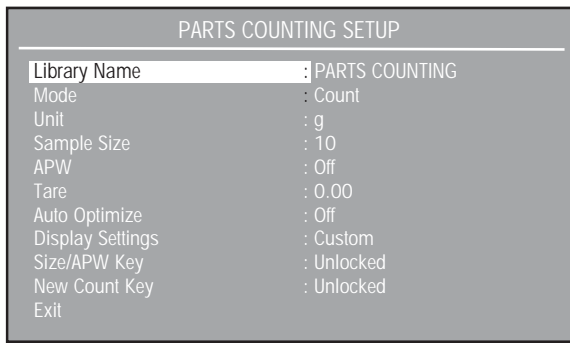 PARTS COUNTING SETUP
Library Name : PARTS COUNTING
Mode : Count
Unit : g
Sample Size : 10
APW : Off
Tare : 0.00
Auto Optimize : Off
Display Settings : Custom
Size/APW Key : Unlocked
New Count Key : Unlocked
Exit